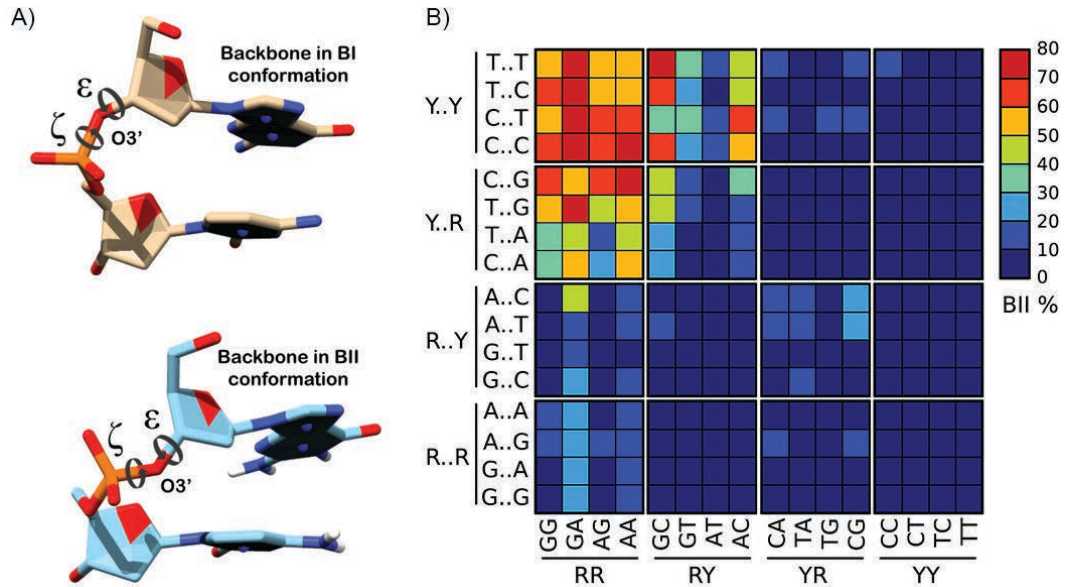 A)
Backbone in BI
conformation
ε
ζ
O3'
Backbone in BII
conformation
ε
ζ
O3'
B)
Y..Y
T..T
T..C
C..T
C..C
Y..R
C..G
T..G
T..A
C..A
R..Y
A..C
A..T
G..T
G..C
R..R
A..A
A..G
G..A
G..G
GG GA AG AA GC GT AT AC CA TA TG CG CC CT TC TT
RR RY YR YY
80
70
60
50
40
30
20
10
0
BII %